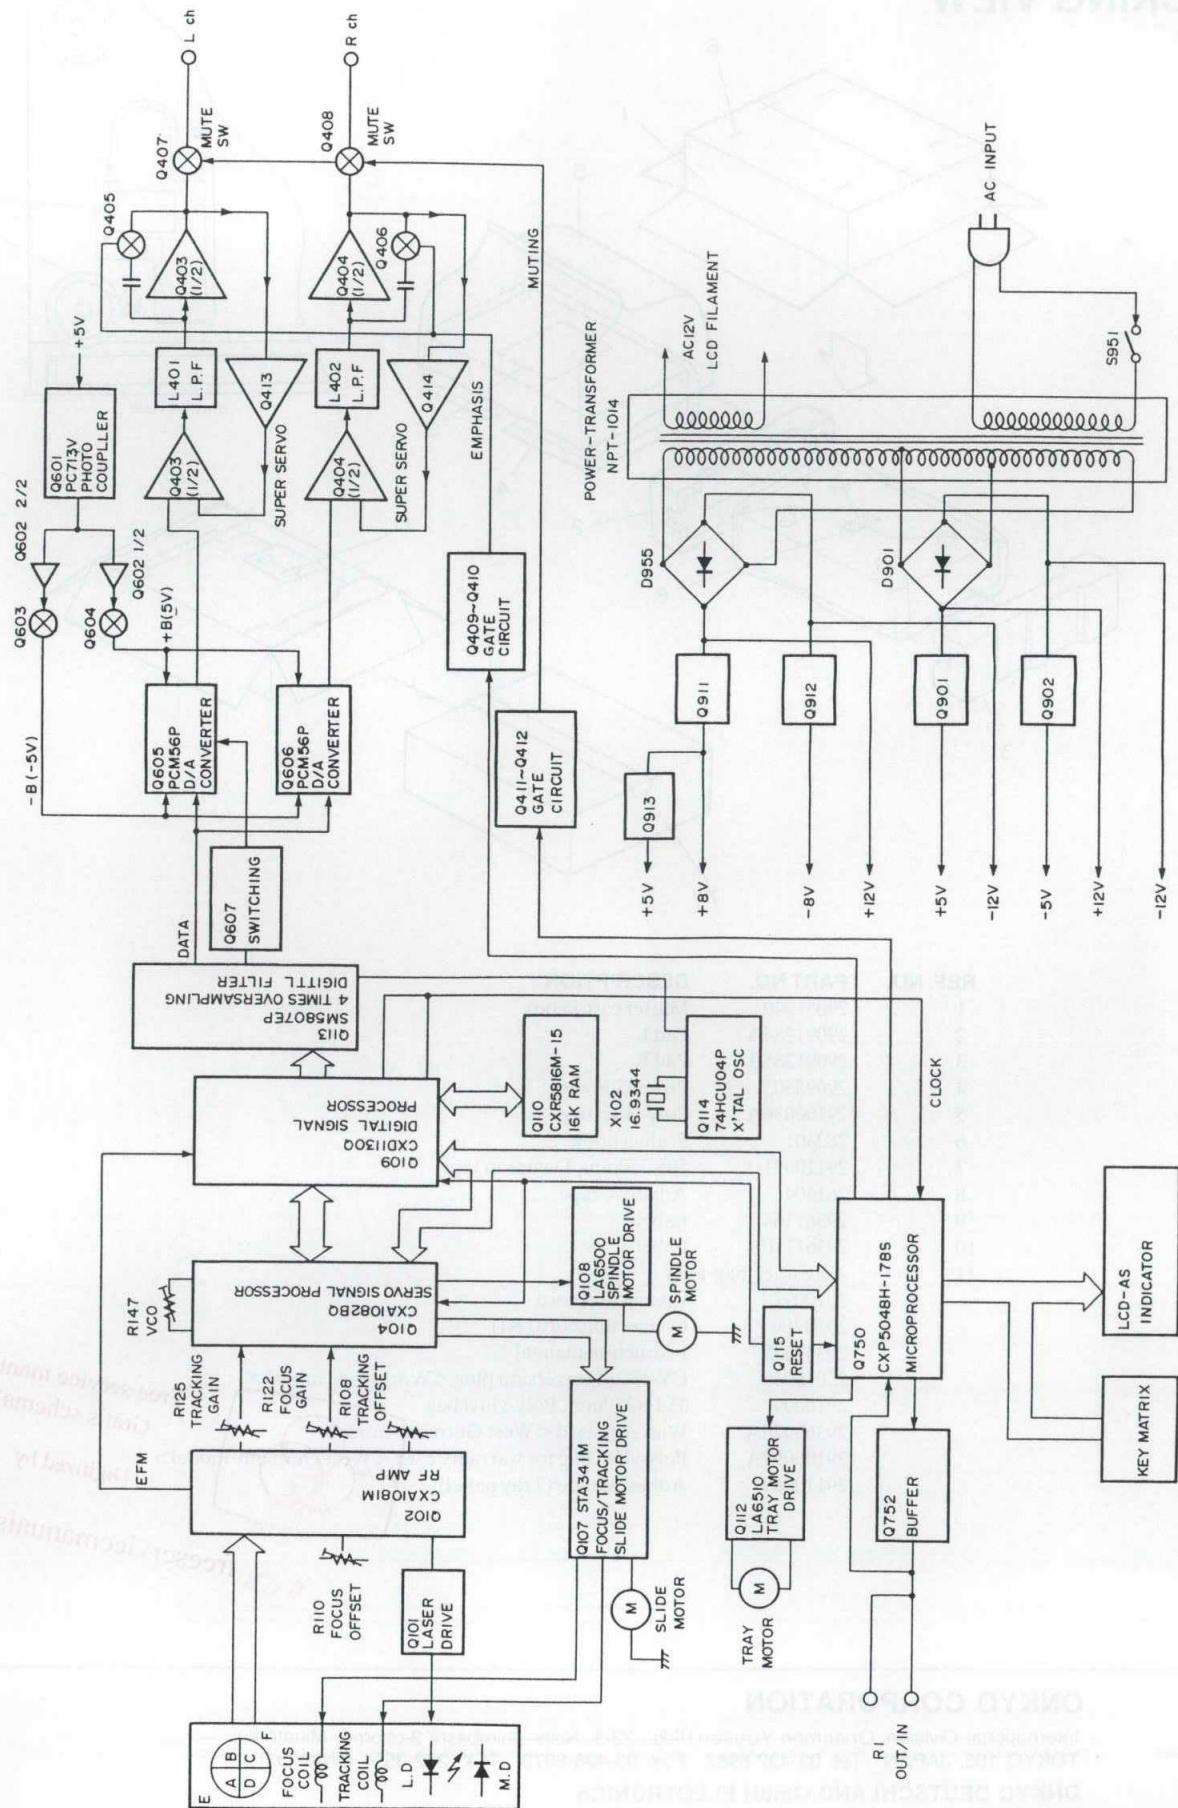 L ch
R ch
Q407
MUTE SW
Q408
MUTE SW
Q405
Q403 (1/2)
Q404 (1/2)
Q406
MUTING
+5V
Q601
PC713V
PHOTO
COUPLLER
L401
L.P.F
Q413
L402
L.P.F
Q414
Q602 2/2
Q602 1/2
Q603
Q604
Q403 (1/2)
SUPER SERVO
Q404 (1/2)
SUPER SERVO
EMPHASIS
-B(-5V)
+B(5V)
Q605
PCM56P
D/A
CONVERTER
Q606
PCM56P
D/A
CONVERTER
Q409~Q410
GATE
CIRCUIT
Q411~Q412
GATE
CIRCUIT
DATA
Q607
SWITCHING
Q113
SM5807EP
4 TIMES OVERSAMPLING
DIGITTL FILTER
Q109
CXD1130Q
DIGITAL SIGNAL
PROCESSOR
Q110
CXR5816M-15
16K RAM
X102
16.9344
Q114
74HCU04P
X'TAL OSC
CLOCK
R147
VCO
Q104
CXA1082BQ
SERVO SIGNAL PROCESSOR
R125
TRACKING
GAIN
R122
FOCUS
GAIN
R108
TRACKING
OFFSET
EFM
Q102
CXA1081M
RF AMP
R110
FOCUS
OFFSET
Q101
LASER
DRIVE
E
A B
D C
F
FOCUS
COIL
TRACKING
COIL
L.D
M.D
Q107 STA341M
FOCUS/TRACKING
SLIDE MOTOR DRIVE
M
SLIDE
MOTOR
Q108
LA6500
SPINDLE
MOTOR DRIVE
M
SPINDLE
MOTOR
Q112
LA6510
TRAY MOTOR
DRIVE
M
TRAY
MOTOR
Q115
RESET
Q750
CXP5048H-178S
MICROPROCESSOR
Q752
BUFFER
RI
OUT/IN
LCD-AS
INDICATOR
KEY MATRIX
POWER-TRANSFORMER
NPT-1014
AC12V
LCD FILAMENT
AC INPUT
S951
D955
D901
Q911
Q912
Q901
Q902
Q913
+5V
+8V
-8V
+12V
+5V
-12V
-5V
+12V
-12V
ONKYO CORPORATION